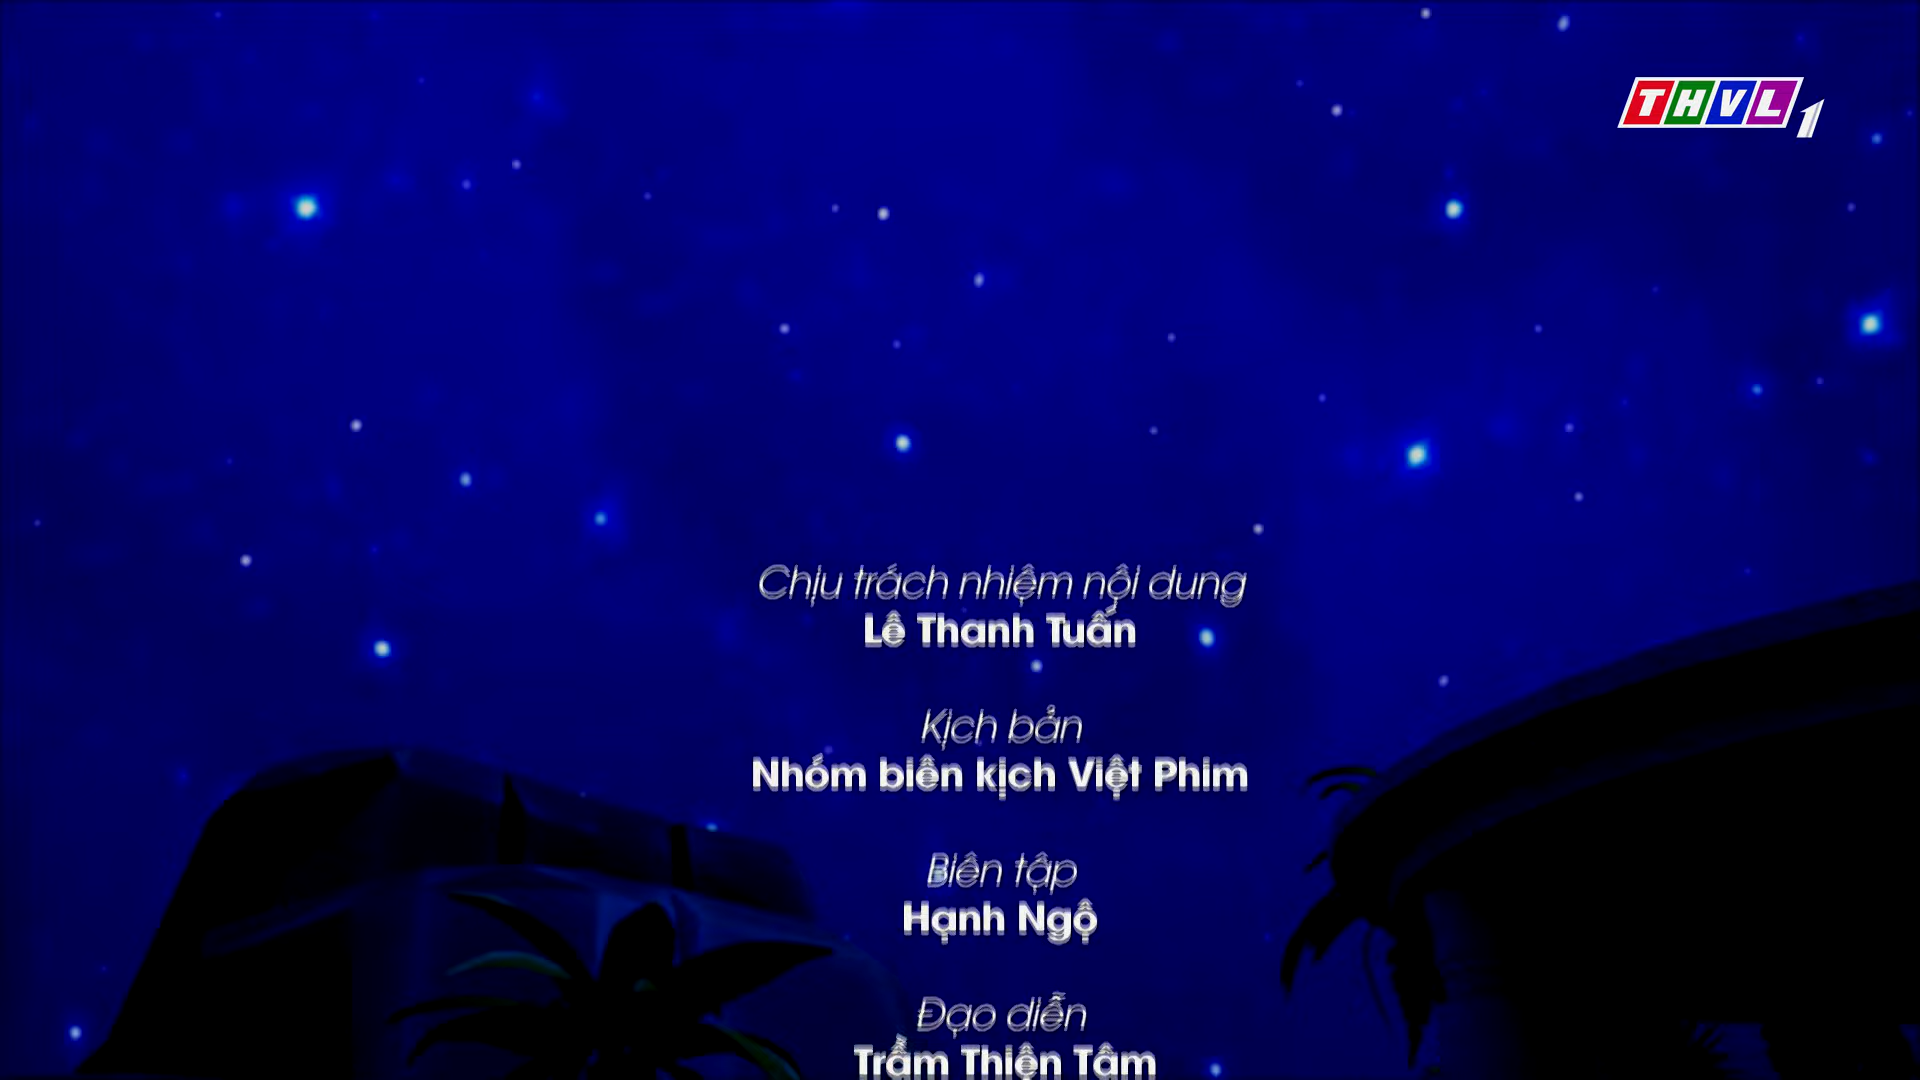 THVL1
Chịu trách nhiệm nội dung
Lê Thanh Tuấn
Kịch bản
Nhóm biên kịch Việt Phim
Biên tập
Hạnh Ngộ
Đạo diễn
Trầm Thiện Tâm